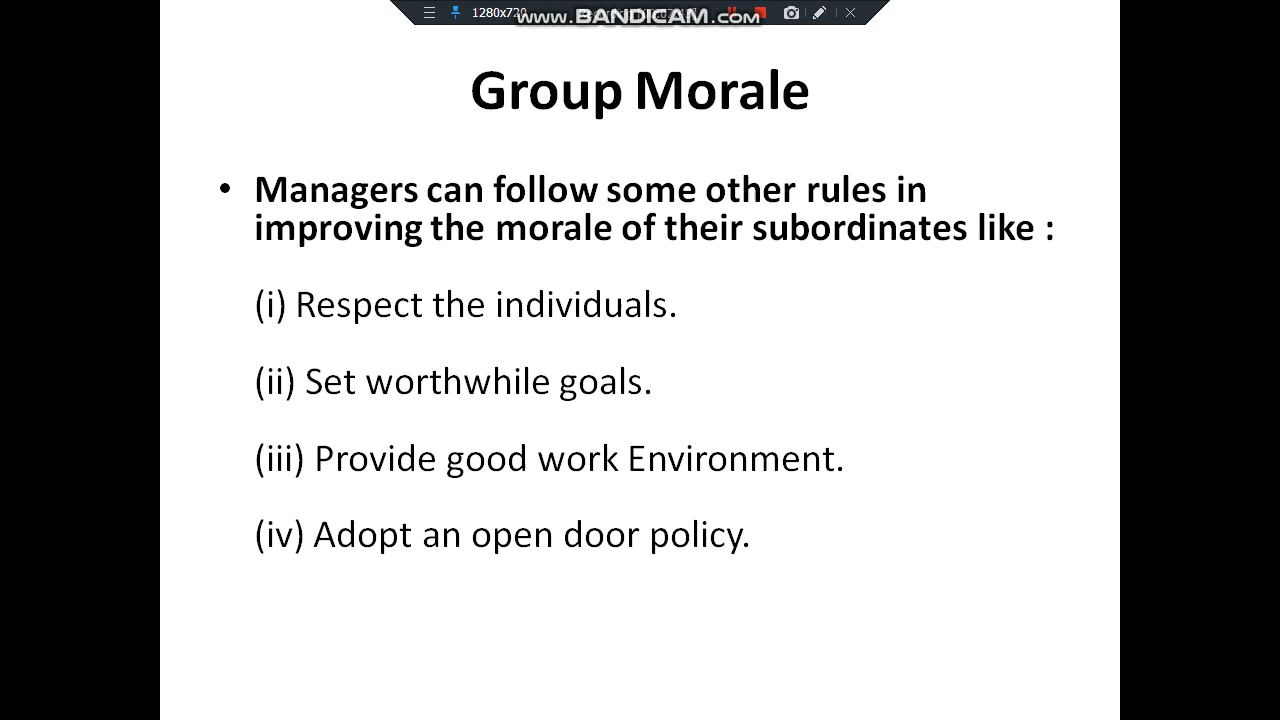 1280x720
www.BANDICAM.COM
Group Morale
• Managers can follow some other rules in
improving the morale of their subordinates like :
(i) Respect the individuals.
(ii) Set worthwhile goals.
(iii) Provide good work Environment.
(iv) Adopt an open door policy.